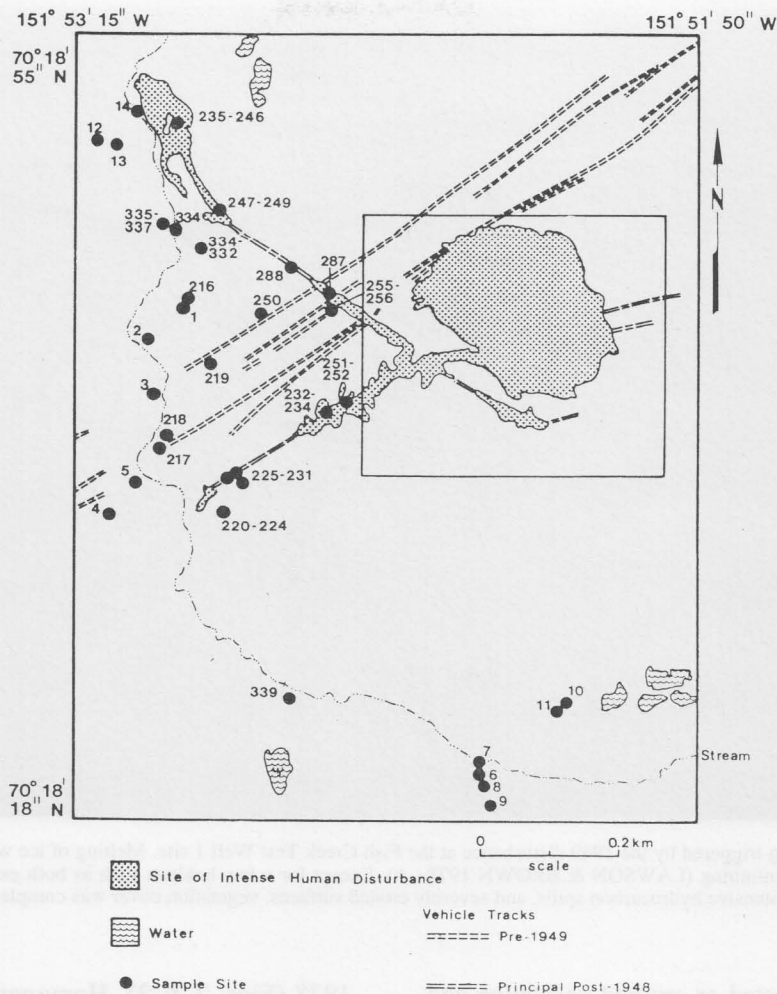 151° 53' 15" W
151° 51' 50" W
70° 18'
55" N
14
235-246
12
13
N
247-249
335-
337
334
334-
332
287
288
255-
256
216
250
1
2
219
251-
252
3
232-
234
218
217
5
225-231
4
220-224
339
10
11
7
Stream
6
8
9
70° 18'
18" N
0 0.2km
scale
Site of Intense Human Disturbance
Water
Vehicle Tracks
Pre-1949
Sample Site
Principal Post-1948